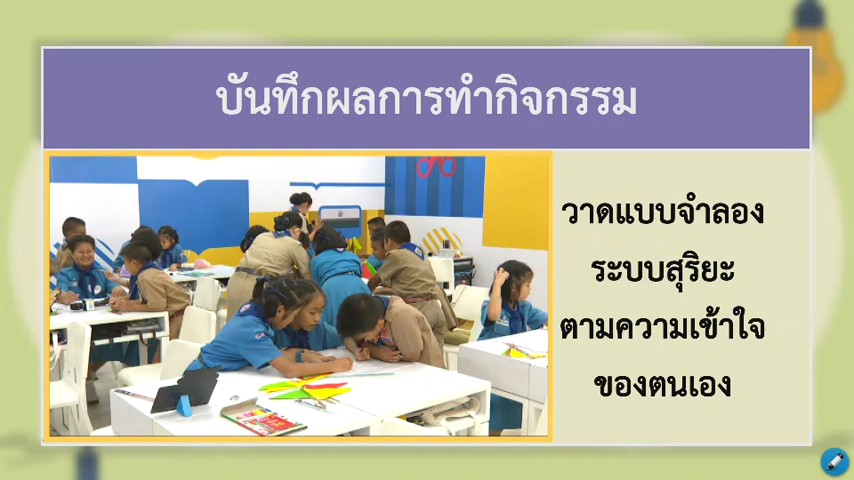 บันทึกผลการทำกิจกรรม
วาดแบบจำลอง
ระบบสุริยะ
ตามความเข้าใจ
ของตนเอง